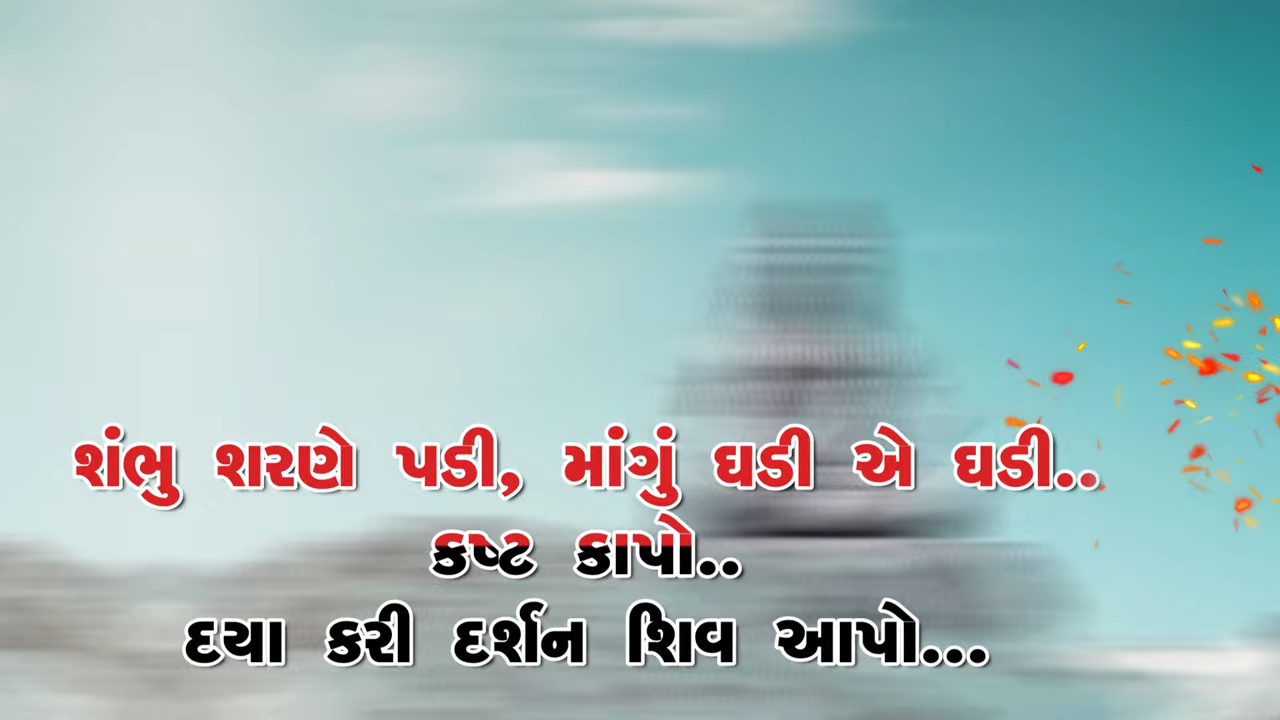 શંભુ શરણે પડી, માંગું ઘડી એ ઘડી..
કષ્ટ કાપો..
દયા કરી દર્શન શિવ આપો...